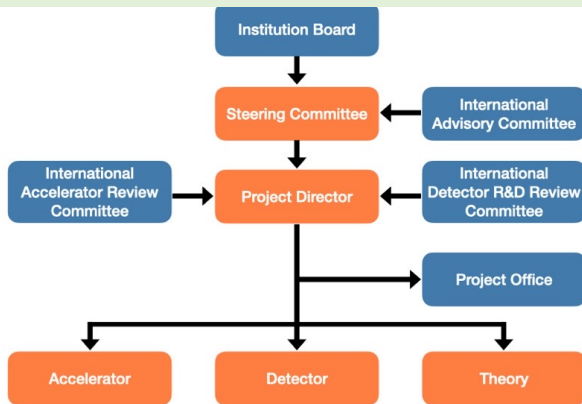 Institution Board
Steering Committee
International
Advisory Committee
International
Accelerator Review
Committee
Project Director
International
Detector R&D Review
Committee
Project Office
Accelerator
Detector
Theory